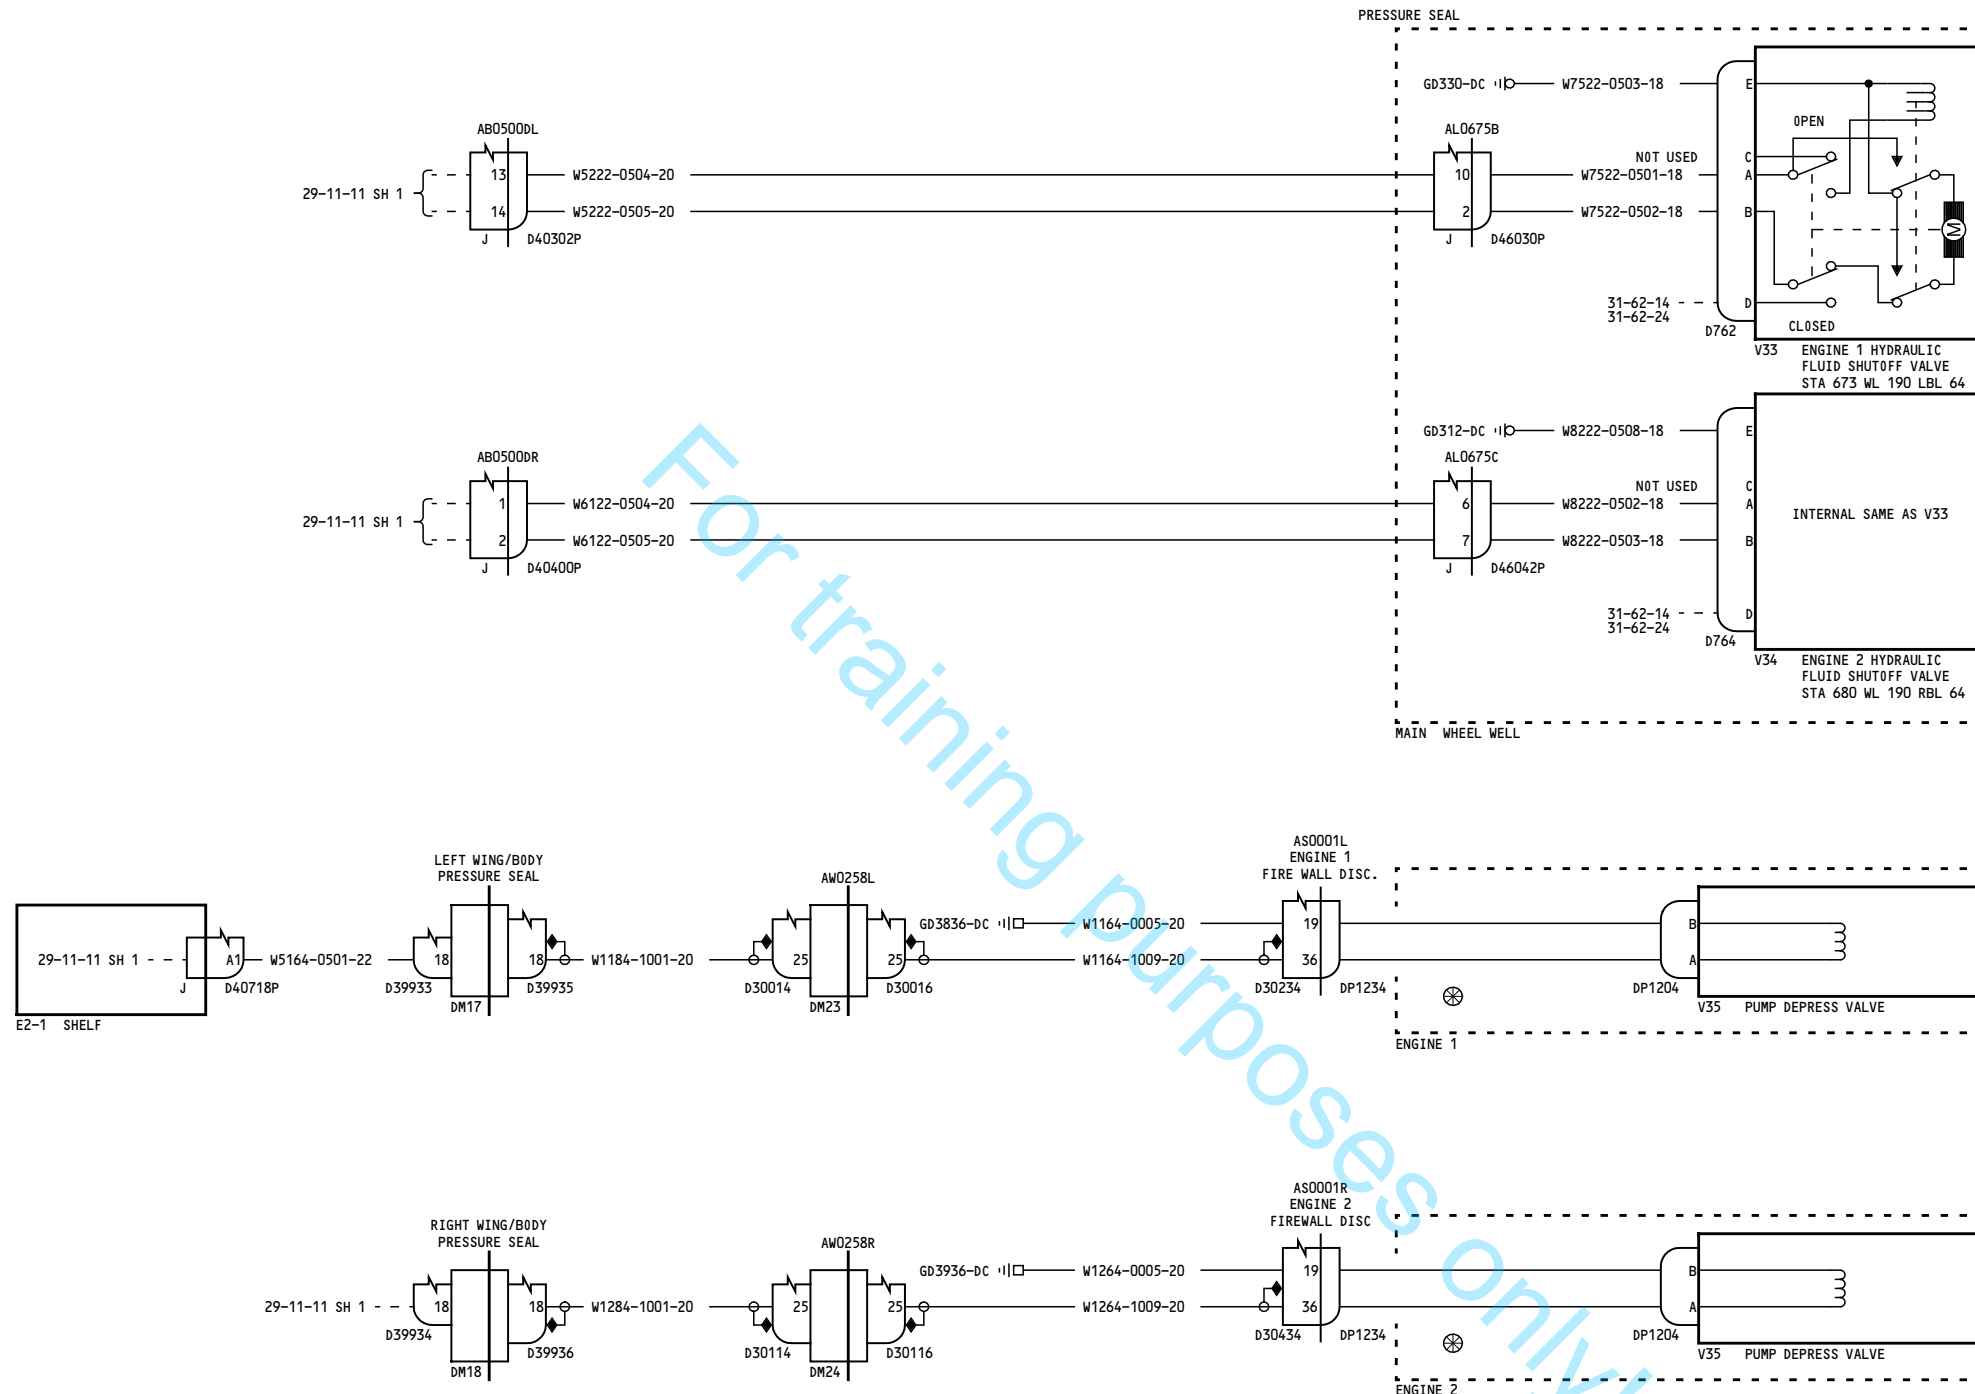 PRESSURE SEAL
GD330-DC W7522-0503-18 E
OPEN
AB0500DL AL0675B
NOT USED C
29-11-11 SH 1 13 W5222-0504-20 10 W7522-0501-18 A
14 W5222-0505-20 2 W7522-0502-18 B
J D40302P J D46030P
M
31-62-14 D
31-62-24
D762 CLOSED
V33 ENGINE 1 HYDRAULIC
FLUID SHUTOFF VALVE
STA 673 WL 190 LBL 64
GD312-DC W8222-0508-18 E
AB0500DR AL0675C
NOT USED C
29-11-11 SH 1 1 W6122-0504-20 6 W8222-0502-18 A
INTERNAL SAME AS V33
2 W6122-0505-20 7 W8222-0503-18 B
J D40400P J D46042P
31-62-14 D
31-62-24
D764
V34 ENGINE 2 HYDRAULIC
FLUID SHUTOFF VALVE
STA 680 WL 190 RBL 64
MAIN WHEEL WELL
For training purposes only!
AS0001L
ENGINE 1
FIRE WALL DISC.
LEFT WING/BODY
PRESSURE SEAL
AW0258L
GD3836-DC W1164-0005-20 19 B
29-11-11 SH 1 A1 W5164-0501-22 18 18 W1184-1001-20 25 25 W1164-1009-20 36 A
J D40718P D39933 D39935 D30014 D30016 D30234 DP1234 DP1204
DM17 DM23 V35 PUMP DEPRESS VALVE
E2-1 SHELF
ENGINE 1
AS0001R
ENGINE 2
FIREWALL DISC
RIGHT WING/BODY
PRESSURE SEAL
AW0258R
GD3936-DC W1264-0005-20 19 B
29-11-11 SH 1 18 18 W1284-1001-20 25 25 W1264-1009-20 36 A
D39934 D39936 D30114 D30116 D30434 DP1234 DP1204
DM18 DM24 V35 PUMP DEPRESS VALVE
ENGINE 2